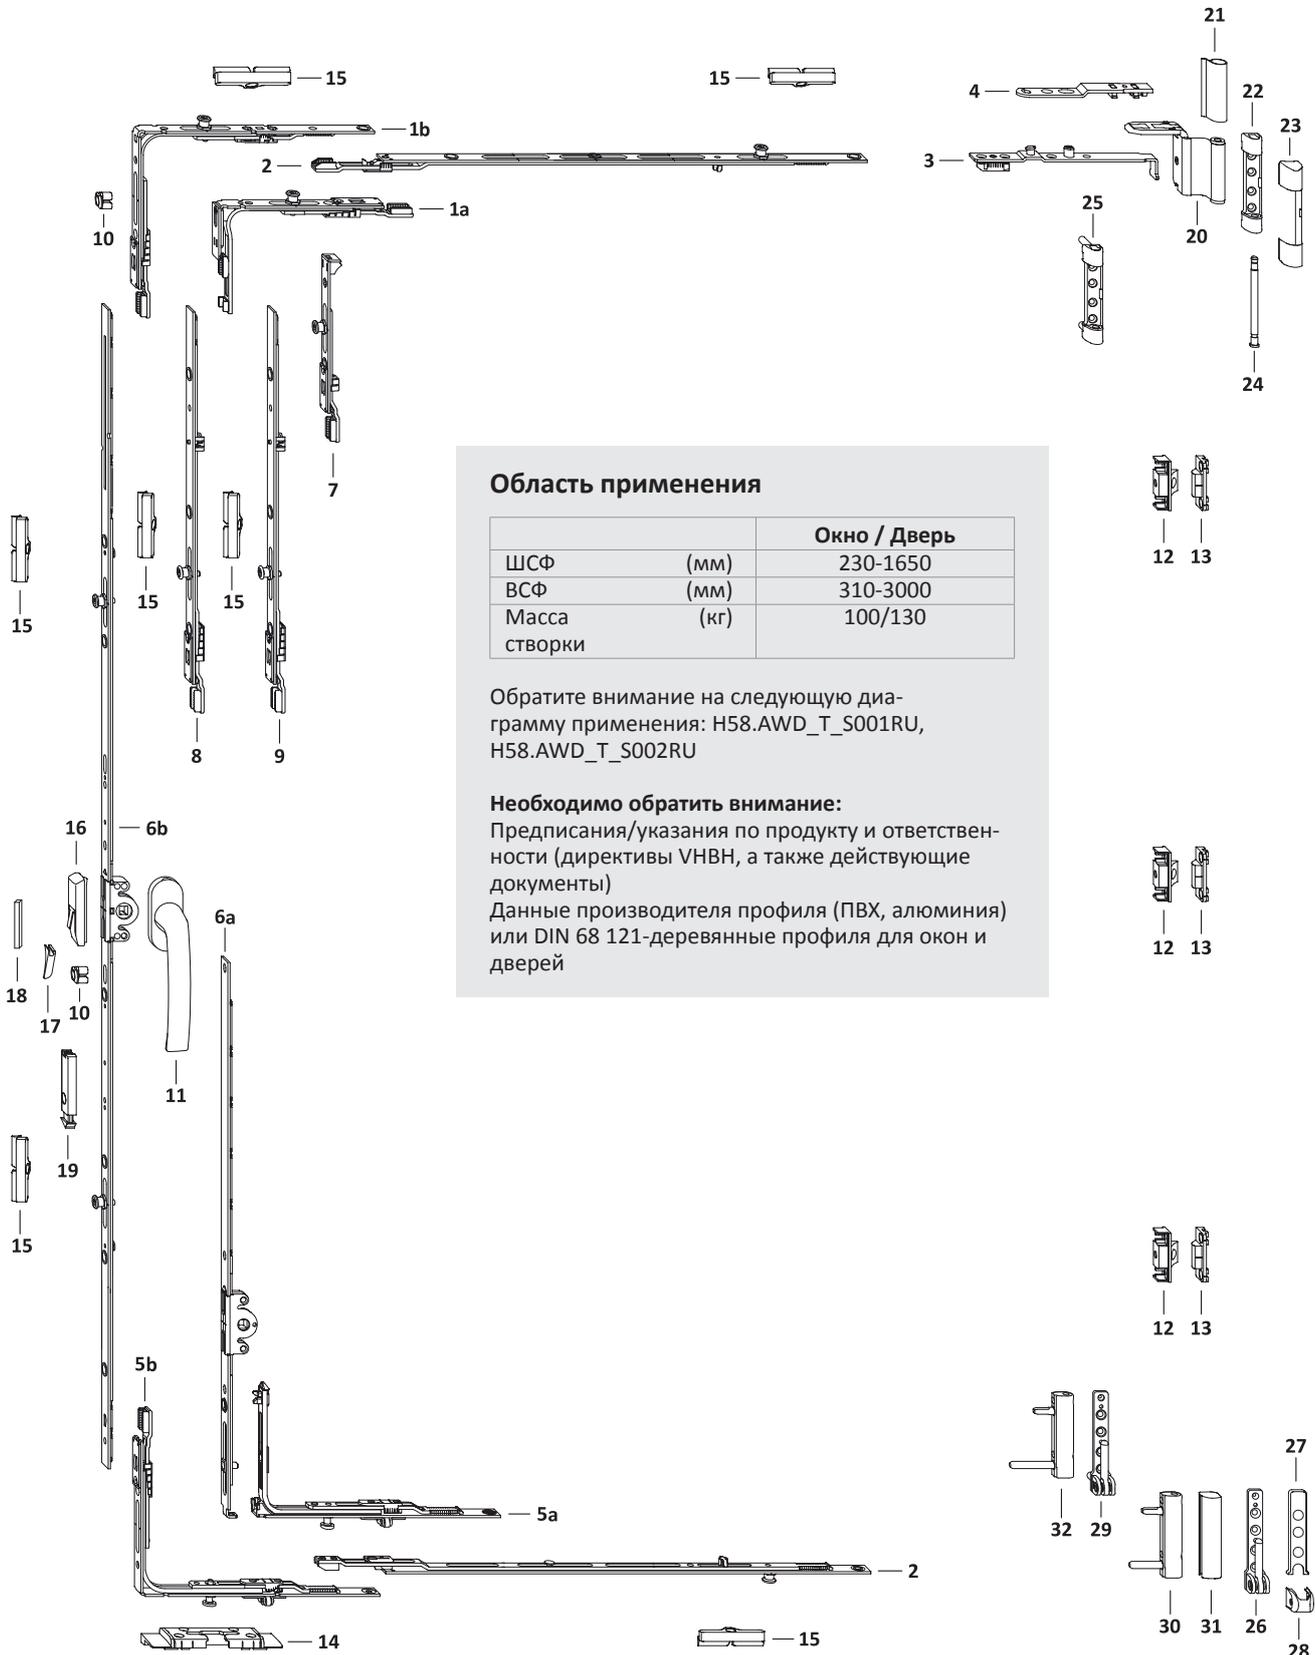 21
15
15
4
22
1b
23
2
3
1a
25
10
20
24
7
Область применения
Окно / Дверь
ШСФ (мм) 230-1650
ВСФ (мм) 310-3000
Масса (кг) 100/130
створки
Обратите внимание на следующую диа-
грамму применения: H58.AWD_T_S001RU,
H58.AWD_T_S002RU
Необходимо обратить внимание:
Предписания/указания по продукту и ответствен-
ности (директивы VHBH, а также действующие
документы)
Данные производителя профиля (ПВХ, алюминия)
или DIN 68 121-деревянные профиля для окон и
дверей
12 13
15
15
15
8
9
16
6b
6a
12 13
18
10
17
11
19
15
12 13
5b
27
5a
32
29
2
30
31
26
14
15
28